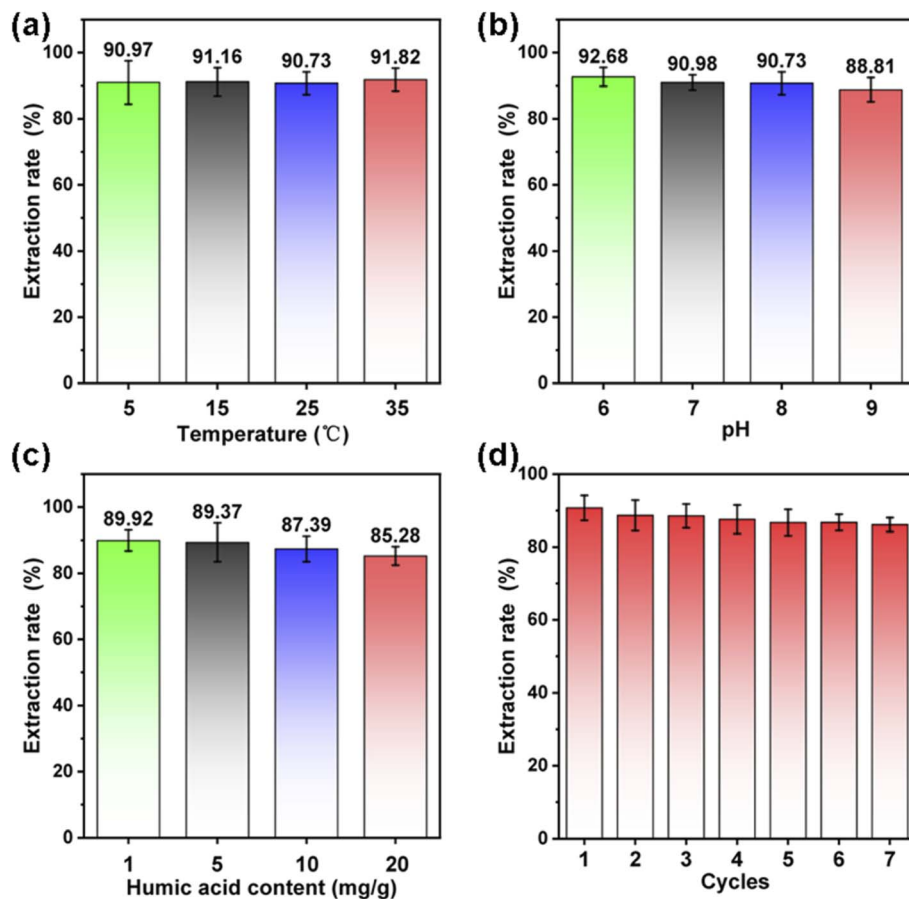 (a)
Extraction rate (%)
100
80
60
40
20
0
90.97 91.16 90.73 91.82
5 15 25 35
Temperature (℃)
(b)
Extraction rate (%)
100
80
60
40
20
0
92.68 90.98 90.73 88.81
6 7 8 9
pH
(c)
Extraction rate (%)
100
80
60
40
20
0
89.92 89.37 87.39 85.28
1 5 10 20
Humic acid content (mg/g)
(d)
Extraction rate (%)
100
80
60
40
20
0
1 2 3 4 5 6 7
Cycles